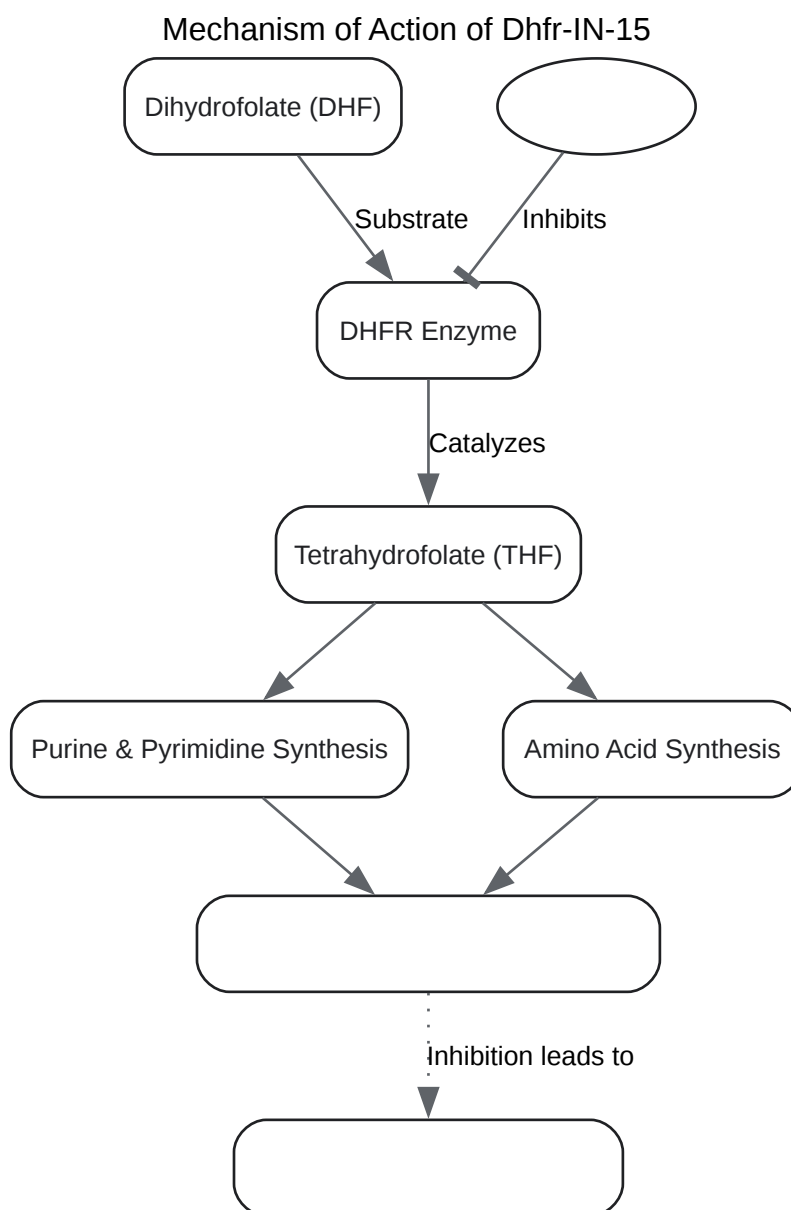 Mechanism of Action of Dhfr-IN-15
Dihydrofolate (DHF)
Substrate
Inhibits
DHFR Enzyme
Catalyzes
Tetrahydrofolate (THF)
Purine & Pyrimidine Synthesis
Amino Acid Synthesis
Inhibition leads to